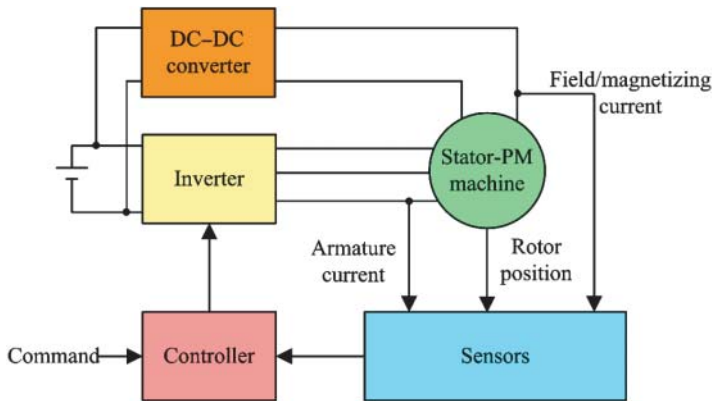 DC–DC
converter
Field/magnetizing
current
Inverter
Stator-PM
machine
Armature
current
Rotor
position
Command
Controller
Sensors